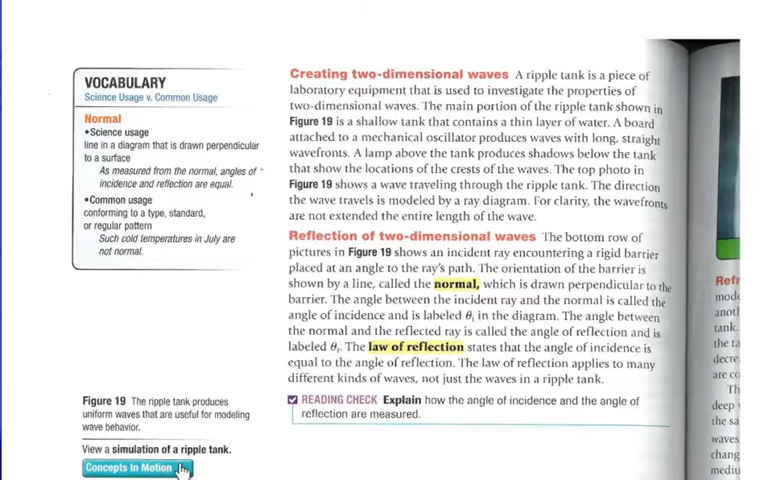 VOCABULARY
Science Usage v. Common Usage
Normal
•Science usage
line in a diagram that is drawn perpendicular
to a surface
As measured from the normal, angles of
incidence and reflection are equal.
•Common usage
conforming to a type, standard,
or regular pattern
Such cold temperatures in July are
not normal.
Figure 19 The ripple tank produces
uniform waves that are useful for modeling
wave behavior.
View a simulation of a ripple tank.
Concepts In Motion
Creating two-dimensional waves A ripple tank is a piece of
laboratory equipment that is used to investigate the properties of
two-dimensional waves. The main portion of the ripple tank shown in
Figure 19 is a shallow tank that contains a thin layer of water. A board
attached to a mechanical oscillator produces waves with long, straight
wavefronts. A lamp above the tank produces shadows below the tank
that show the locations of the crests of the waves. The top photo in
Figure 19 shows a wave traveling through the ripple tank. The direction
the wave travels is modeled by a ray diagram. For clarity, the wavefronts
are not extended the entire length of the wave.
Reflection of two-dimensional waves The bottom row of
pictures in Figure 19 shows an incident ray encountering a rigid barrier
placed at an angle to the ray's path. The orientation of the barrier is
shown by a line, called the normal, which is drawn perpendicular to the
barrier. The angle between the incident ray and the normal is called the
angle of incidence and is labeled θi in the diagram. The angle between
the normal and the reflected ray is called the angle of reflection and is
labeled θr. The law of reflection states that the angle of incidence is
equal to the angle of reflection. The law of reflection applies to many
different kinds of waves, not just the waves in a ripple tank.
READING CHECK Explain how the angle of incidence and the angle of
reflection are measured.
Refr
mode
anoth
tank.
the ta
decre
are co
Th
deep
the sa
waves
chang
mediu